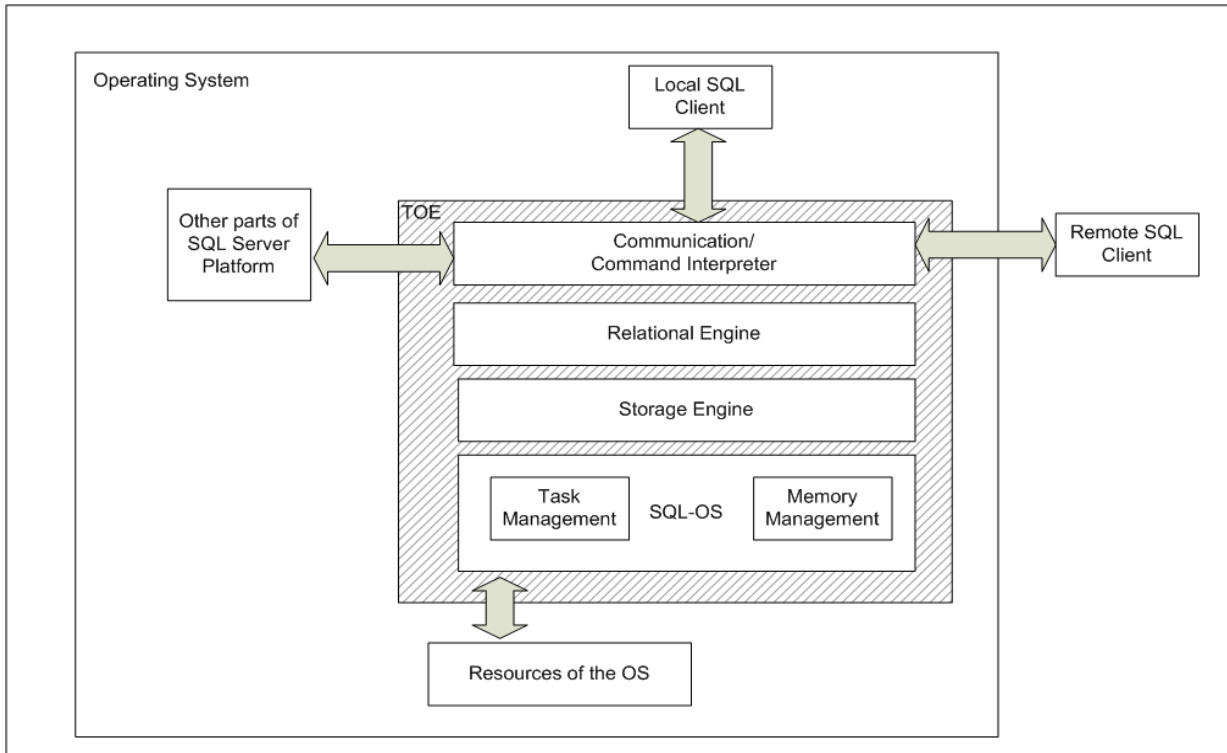 Operating System
Local SQL
Client
TOE
Other parts of
SQL Server
Platform
Communication/
Command Interpreter
Remote SQL
Client
Relational Engine
Storage Engine
Task
Management
SQL-OS
Memory
Management
Resources of the OS